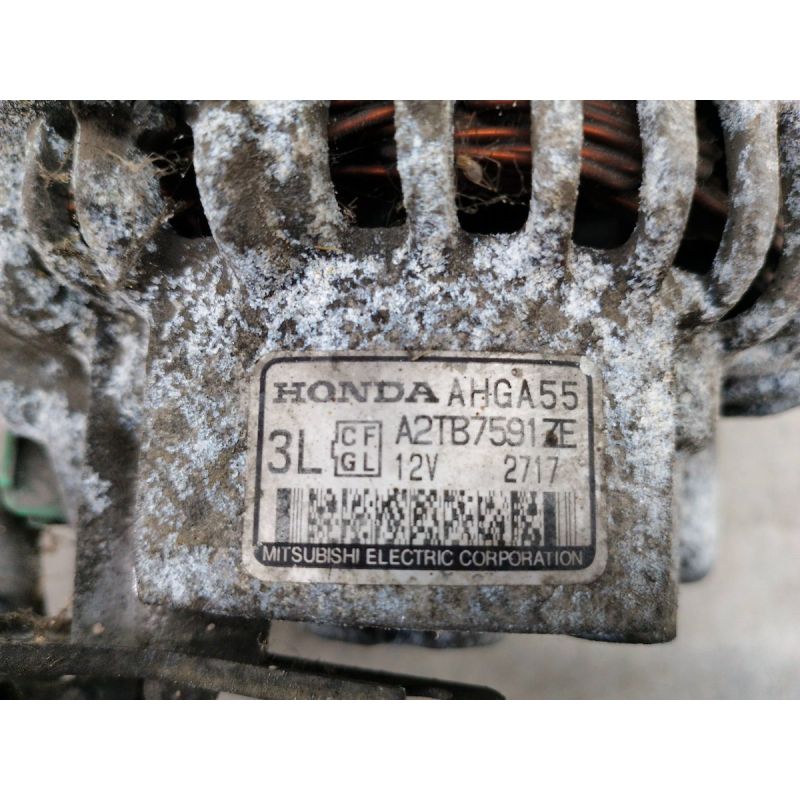 HONDA AHGA55
3L CF A2TB7591ZE
GL 12V 2717
MITSUBISHI ELECTRIC CORPORATION